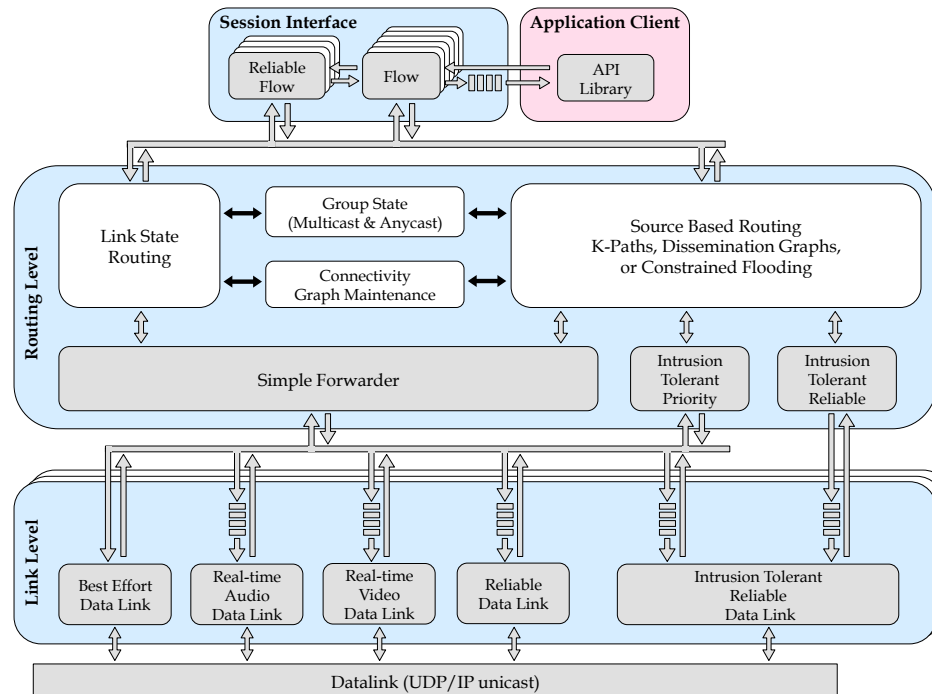 Session Interface
Application Client
Reliable
Flow
Flow
API
Library
Routing Level
Link State
Routing
Group State
(Multicast & Anycast)
Connectivity
Graph Maintenance
Source Based Routing
K-Paths, Dissemination Graphs,
or Constrained Flooding
Simple Forwarder
Intrusion
Tolerant
Priority
Intrusion
Tolerant
Reliable
Link Level
Best Effort
Data Link
Real-time
Audio
Data Link
Real-time
Video
Data Link
Reliable
Data Link
Intrusion Tolerant
Reliable
Data Link
Datalink (UDP/IP unicast)